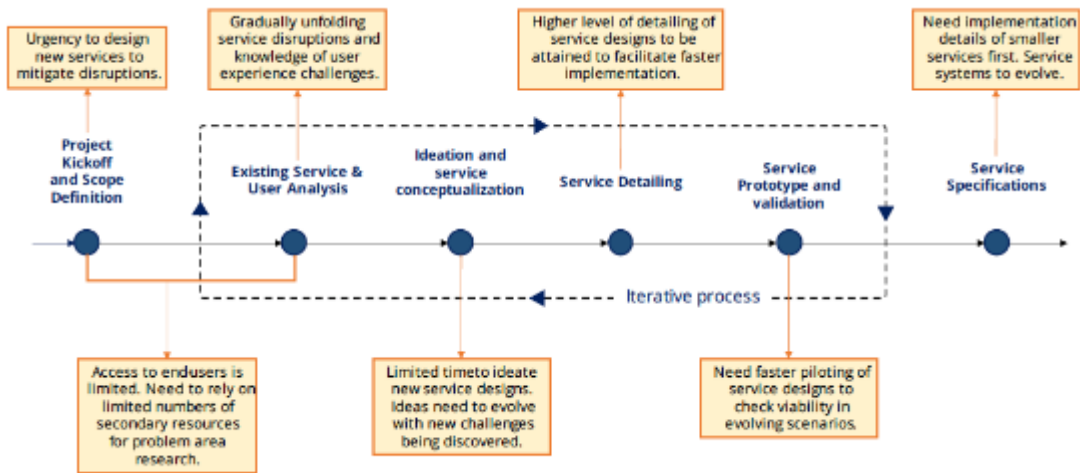 Urgency to design
new services to
mitigate disruptions.
Gradually unfolding
service disruptions and
knowledge of user
experience challenges.
Higher level of detailing of
service designs to be
attained to facilitate faster
implementation.
Need implementation
details of smaller
services first. Service
systems to evolve.
Project
Kickoff
and Scope
Definition
Existing Service &
User Analysis
Ideation and
service
conceptualization
Service Detailing
Service
Prototype and
validation
Service
Specifications
Iterative process
Access to end-users is
limited. Need to rely on
limited numbers of
secondary resources
for problem area
research.
Limited timeto ideate
new service designs.
Ideas need to evolve
with new challenges
being discovered.
Need faster piloting of
service designs to
check viability in
evolving scenarios.